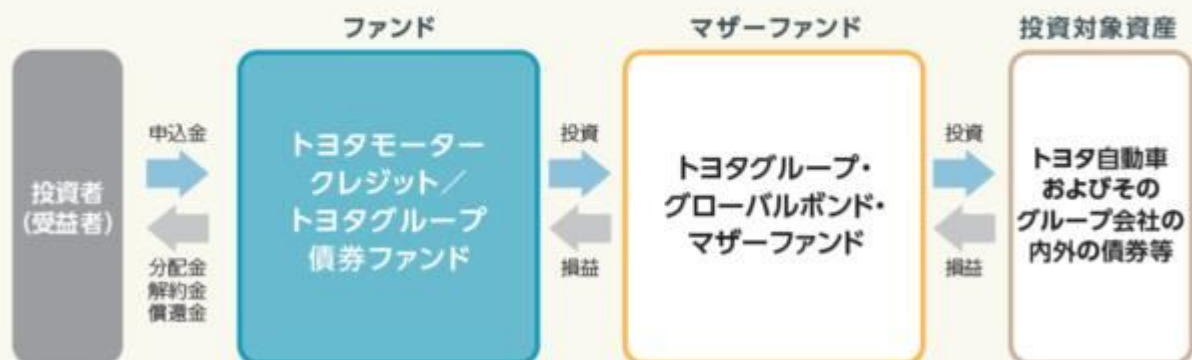 ファンド
マザーファンド
投資対象資産
投資者
(受益者)
申込金
分配金
解約金
償還金
トヨタモーター
クレジット／
トヨタグループ
債券ファンド
投資
損益
トヨタグループ・
グローバルボンド・
マザーファンド
投資
損益
トヨタ自動車
およびその
グループ会社の
内外の債券等